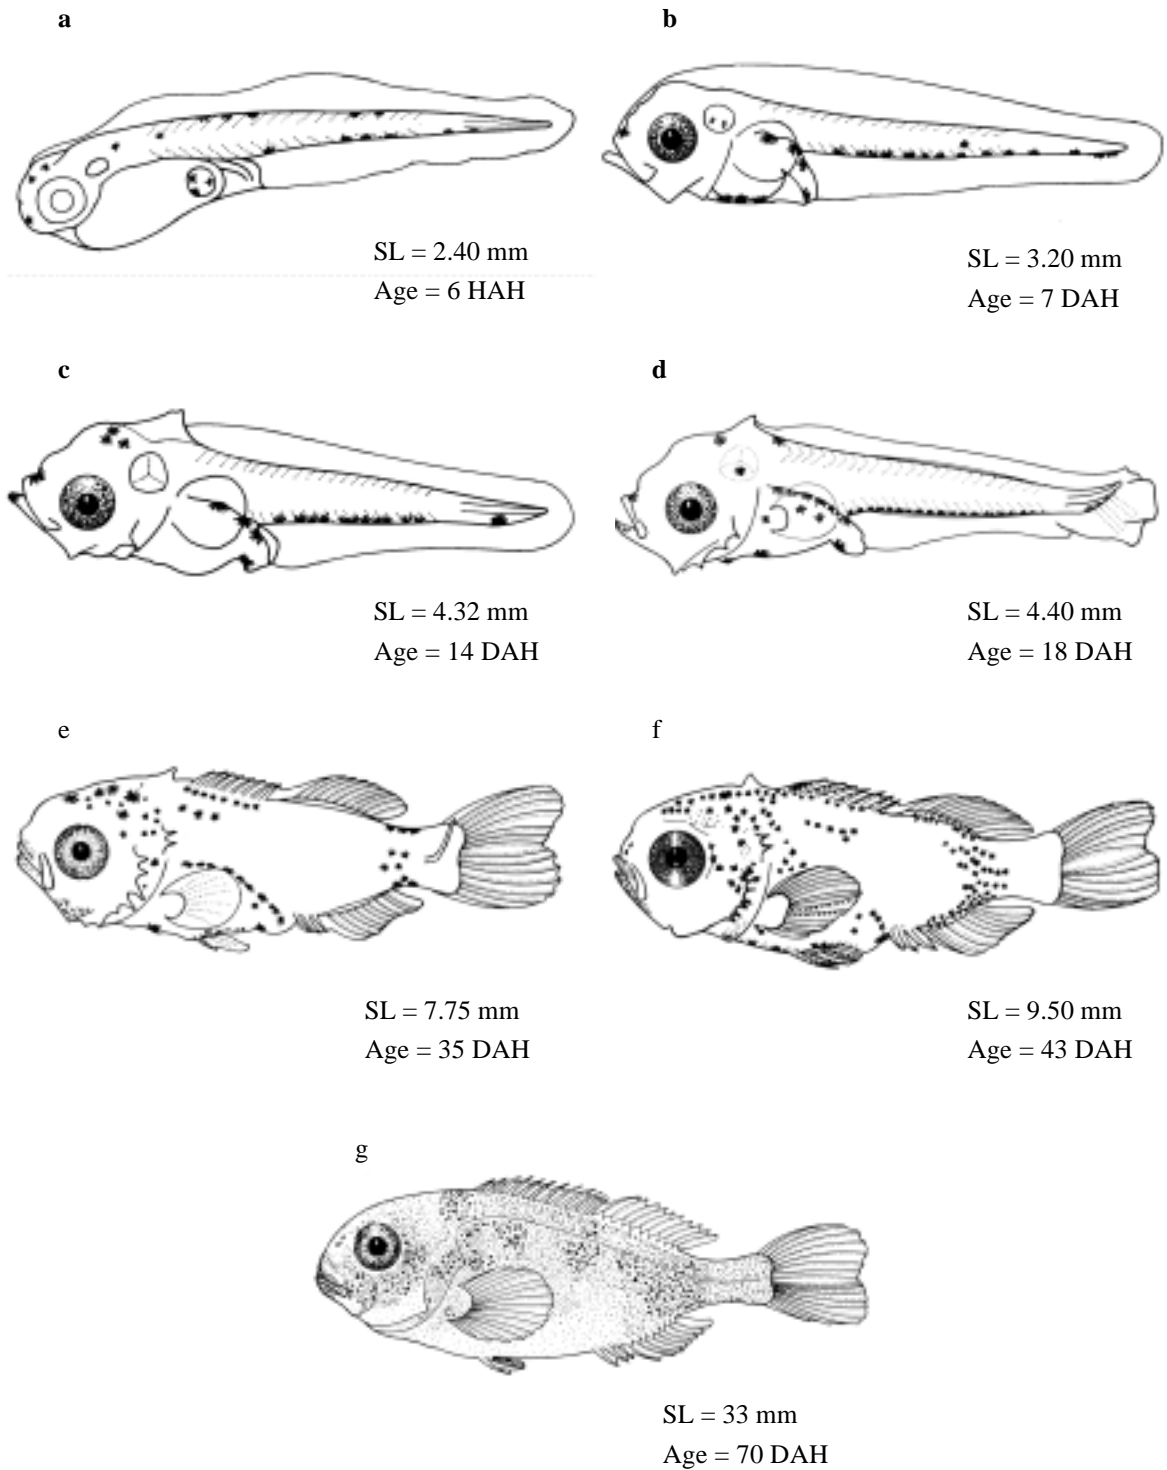 a
b
SL = 2.40 mm
Age = 6 HAH
SL = 3.20 mm
Age = 7 DAH
c
d
SL = 4.32 mm
Age = 14 DAH
SL = 4.40 mm
Age = 18 DAH
e
f
SL = 7.75 mm
Age = 35 DAH
SL = 9.50 mm
Age = 43 DAH
g
SL = 33 mm
Age = 70 DAH